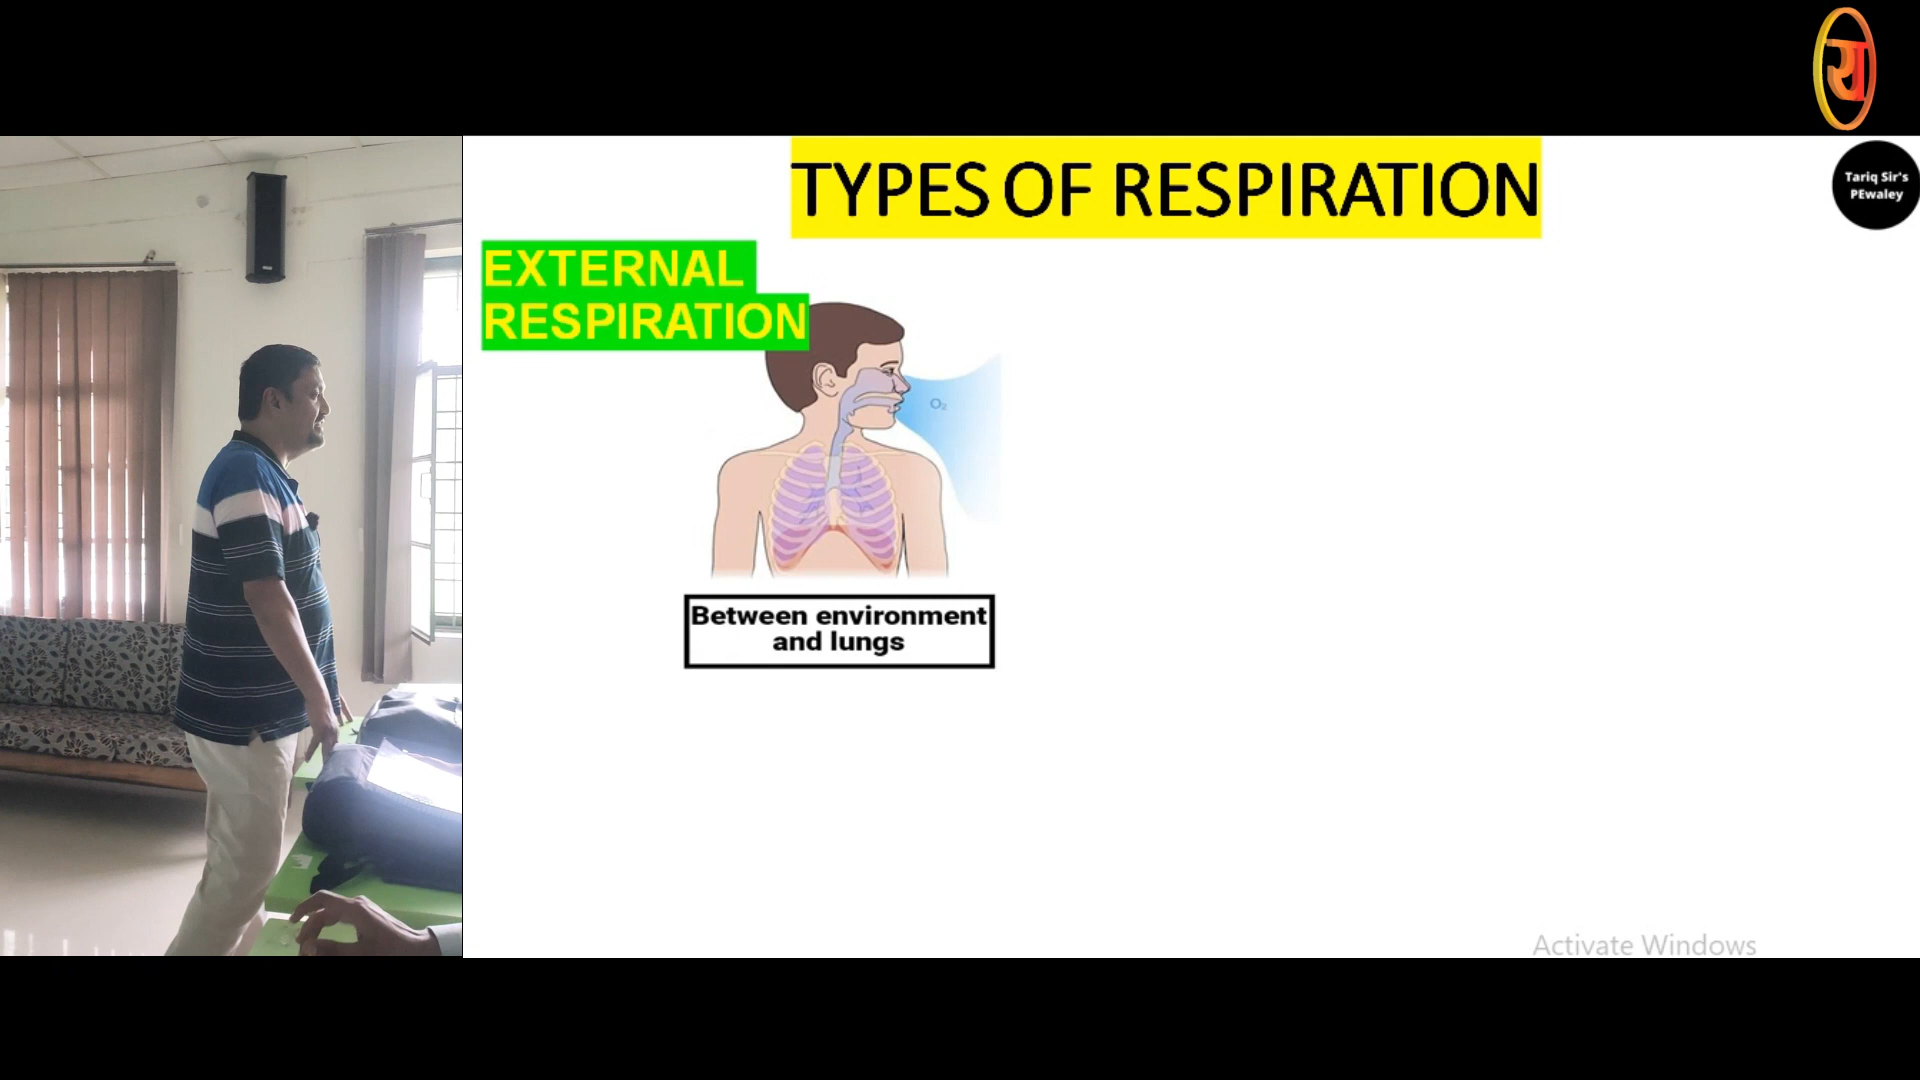 य
TYPES OF RESPIRATION
Tariq Sir's
PEwaley
EXTERNAL
RESPIRATION
O₂
Between environment
and lungs
Activate Windows